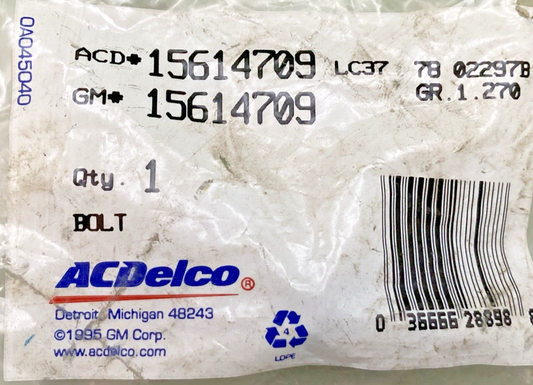 0A045040
ACD# 15614709 LC37 78 02297B
GM# 15614709 GR.1.270
Qty. 1
BOLT
ACDelco®
Detroit, Michigan 48243
©1995 GM Corp.
www.acdelco.com
4
LDPE
0 36666 28898